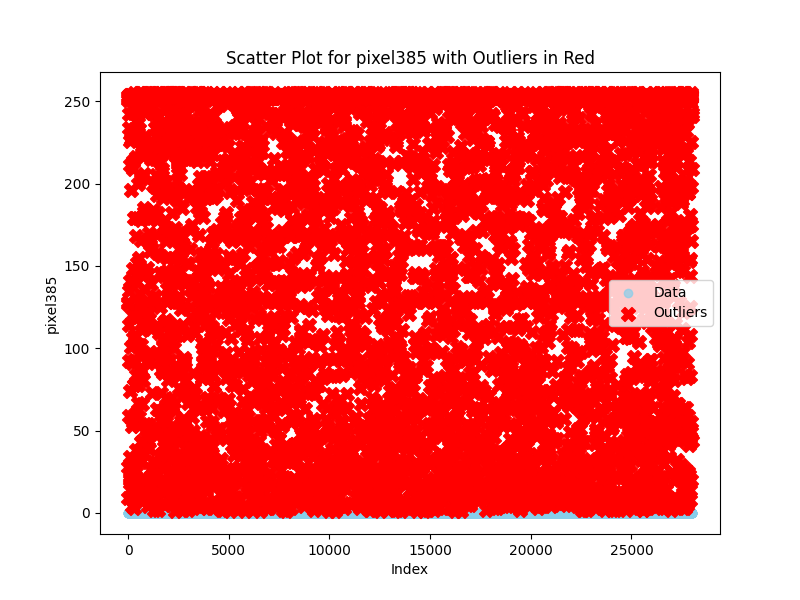 Scatter Plot for pixel385 with Outliers in Red
250
200
150
100
50
0
pixel385
Data
Outliers
0 5000 10000 15000 20000 25000
Index